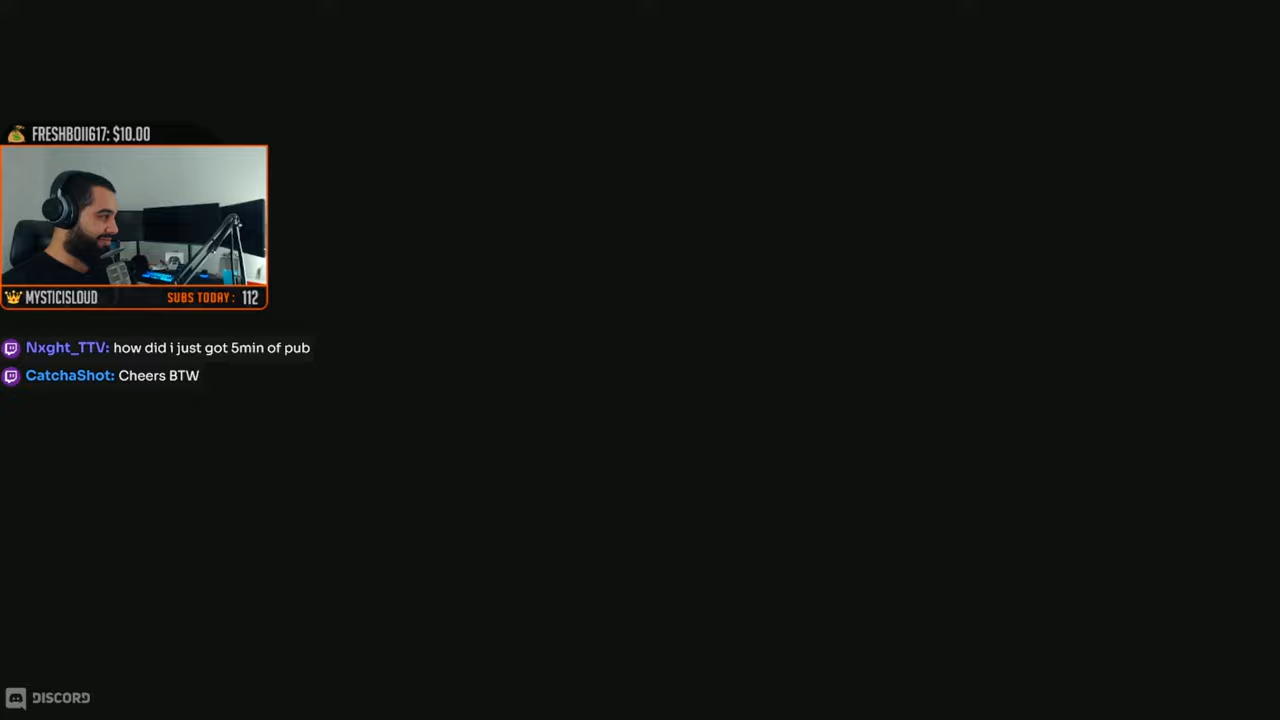 FRESHBOII617: $10.00
MYSTICISLOUD SUBS TODAY: 112
Nxght_TTV: how did i just got 5min of pub
CatchaShot: Cheers BTW
DISCORD